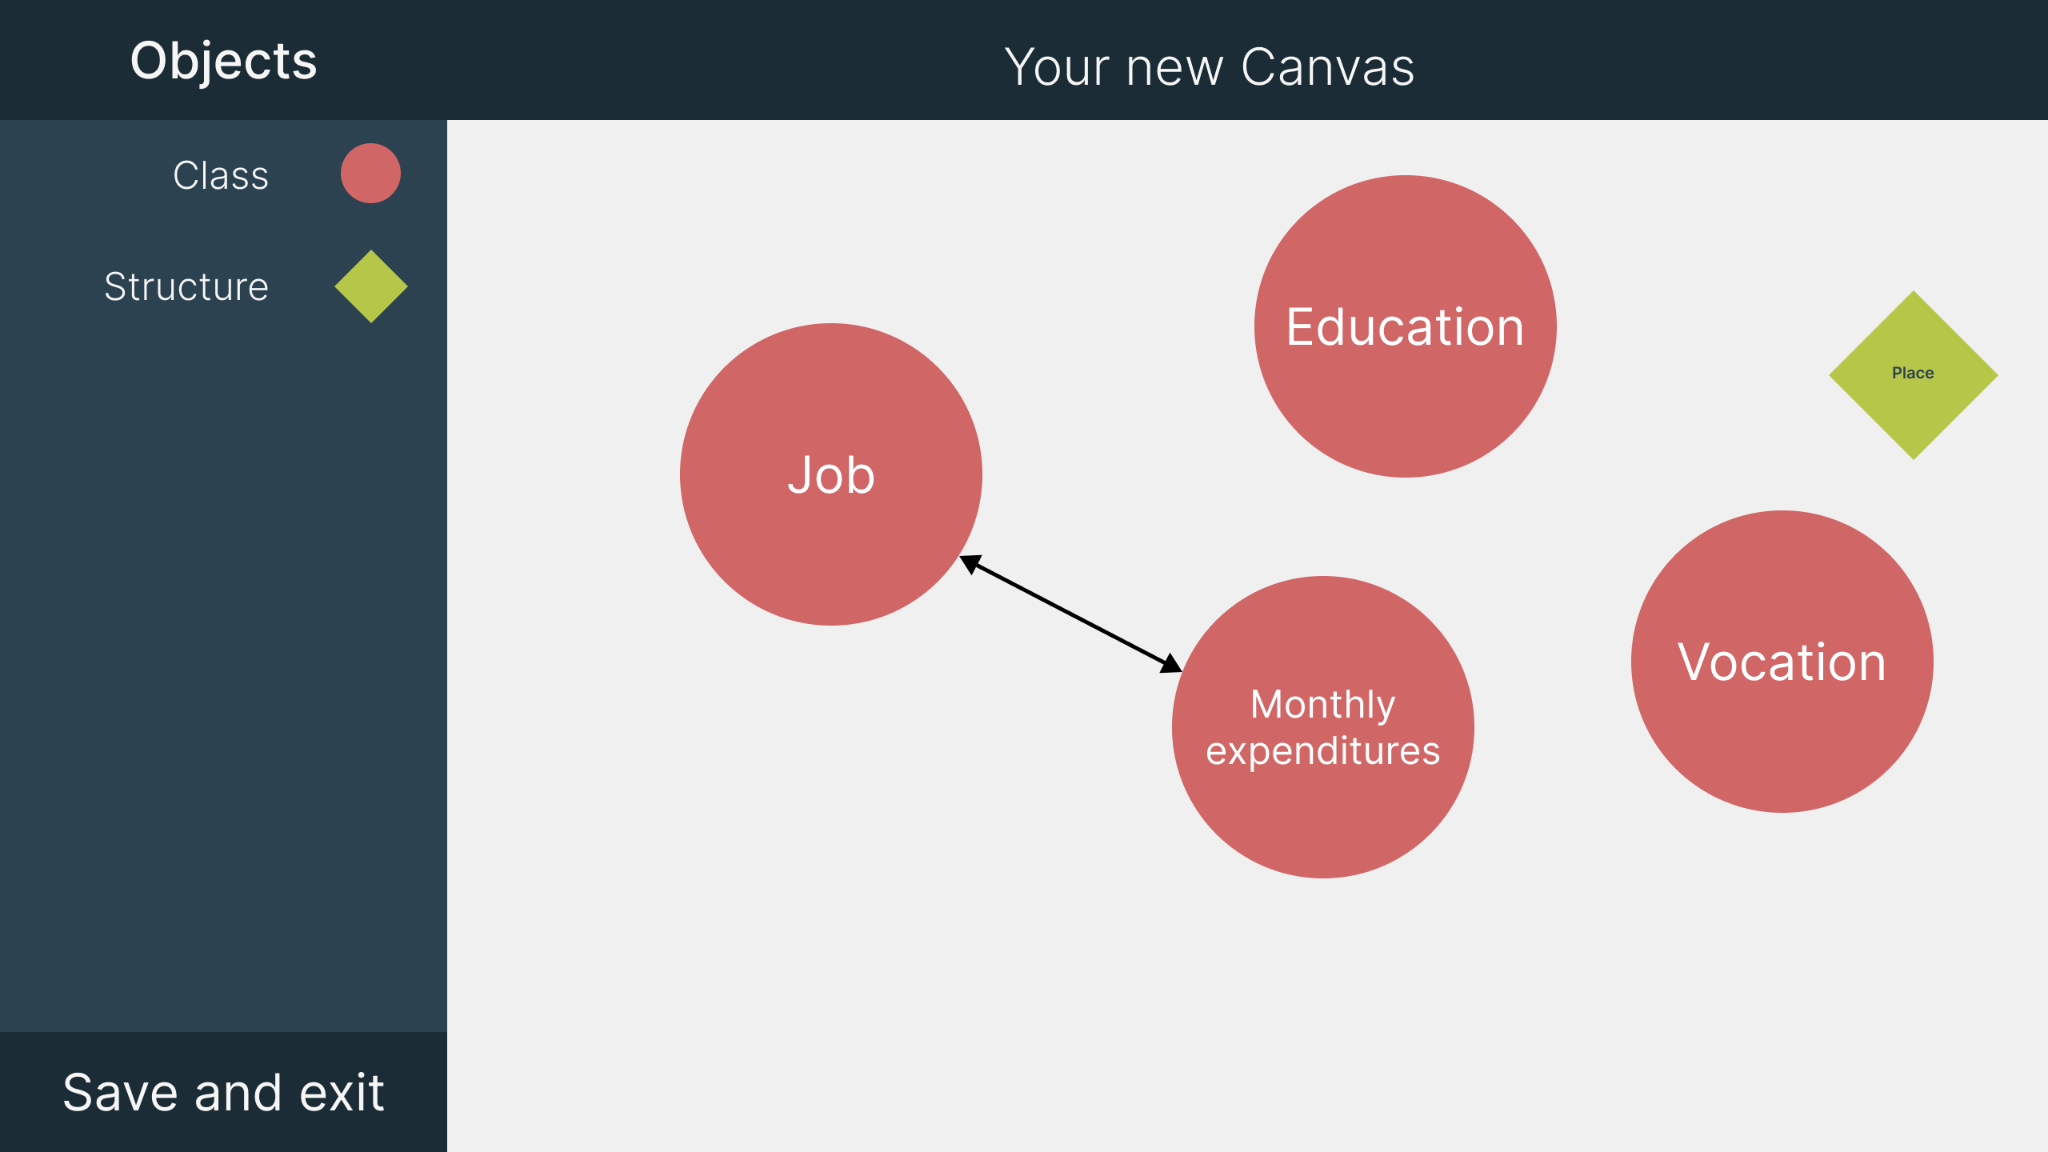 Objects
Your new Canvas
Class
Structure
Education
Place
Job
Vocation
Monthly
expenditures
Save and exit